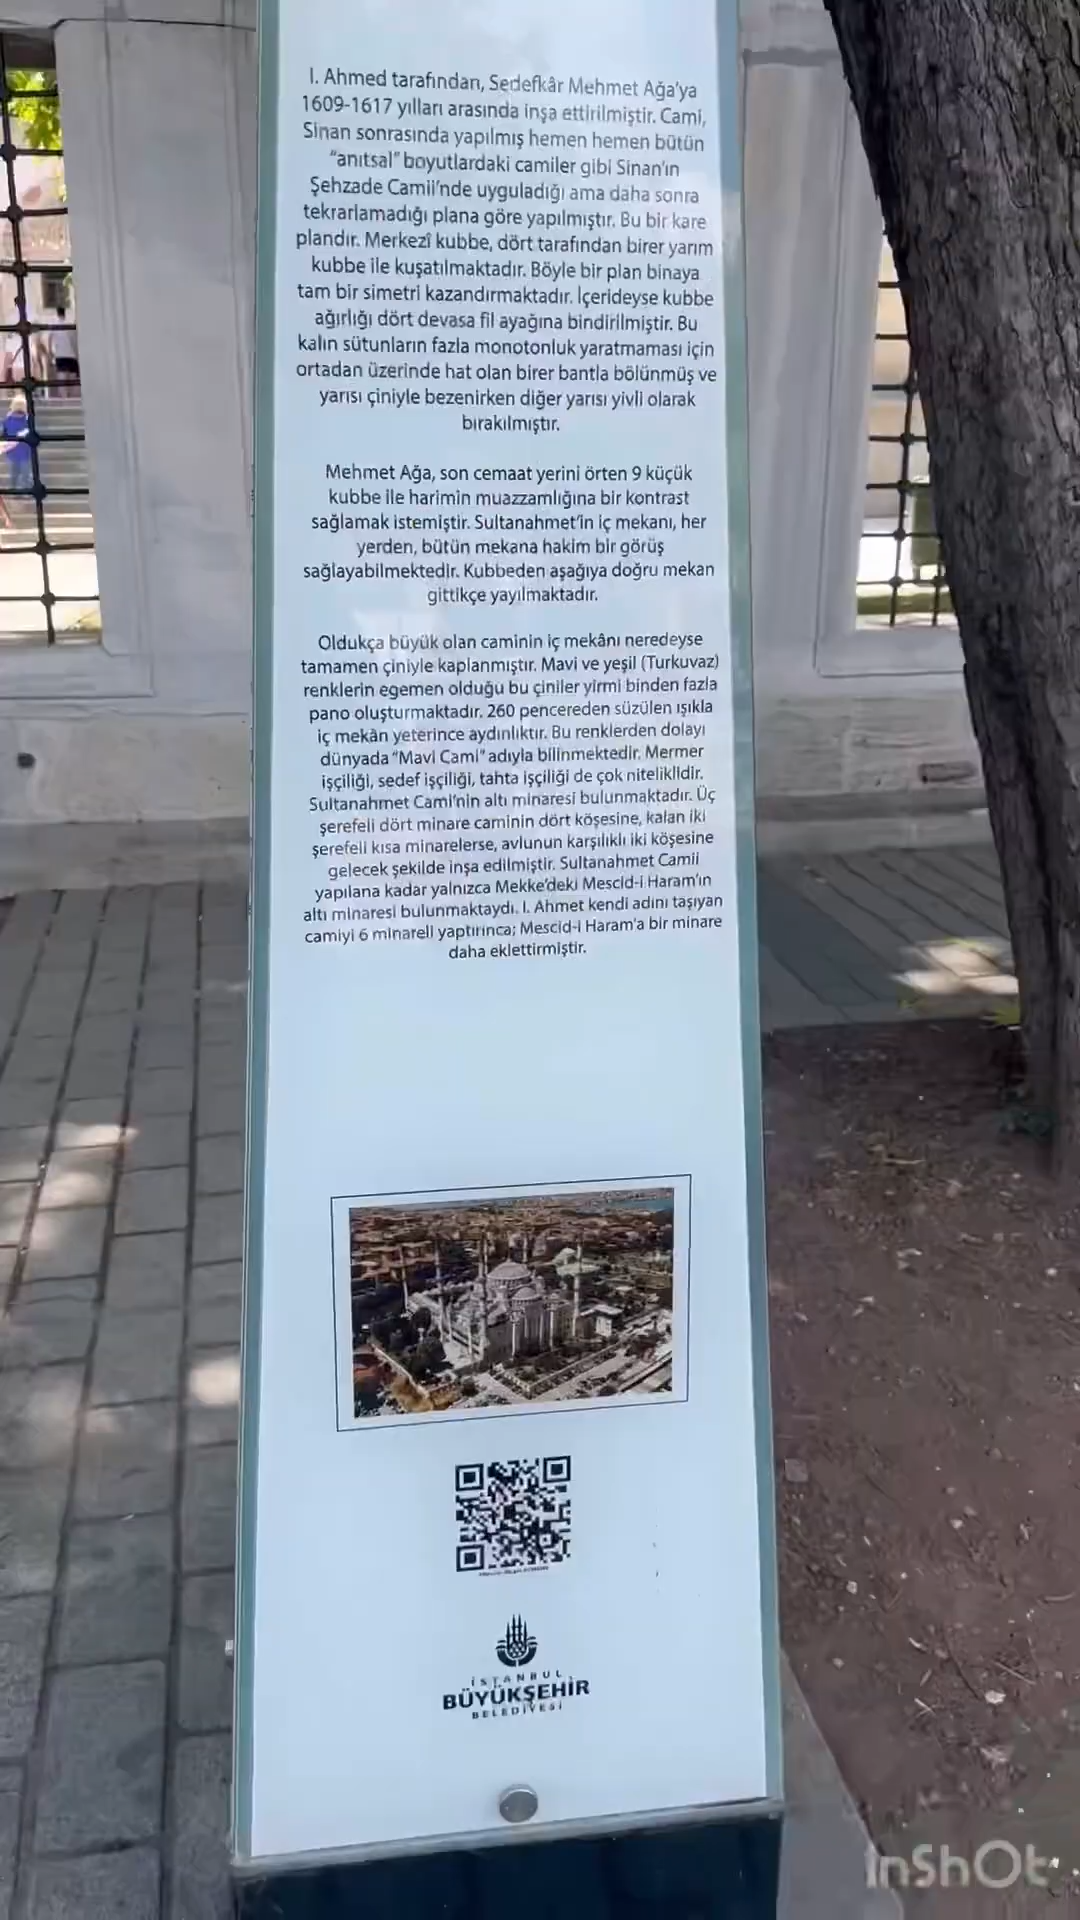 I. Ahmed tarafından, Sedefkâr Mehmet Ağa'ya
1609-1617 yılları arasında inşa ettirilmiştir. Cami,
Sinan sonrasında yapılmış hemen hemen bütün
"anıtsal" boyutlardaki camiler gibi Sinan'ın
Şehzade Camii'nde uyguladığı ama daha sonra
tekrarlamadığı plana göre yapılmıştır. Bu bir kare
plandır. Merkezî kubbe, dört tarafından birer yarım
kubbe ile kuşatılmaktadır. Böyle bir plan binaya
tam bir simetri kazandırmaktadır. İçerideyse kubbe
ağırlığı dört devasa fil ayağına bindirilmiştir. Bu
kalın sütunların fazla monotonluk yaratmaması için
ortadan üzerinde hat olan birer bantla bölünmüş ve
yarısı çiniyle bezenirken diğer yarısı yivli olarak
bırakılmıştır.
Mehmet Ağa, son cemaat yerini örten 9 küçük
kubbe ile harimin muazzamlığına bir kontrast
sağlamak istemiştir. Sultanahmet'in iç mekanı, her
yerden, bütün mekana hakim bir görüş
sağlayabilmektedir. Kubbeden aşağıya doğru mekan
gittikçe yayılmaktadır.
Oldukça büyük olan caminin iç mekânı neredeyse
tamamen çiniyle kaplanmıştır. Mavi ve yeşil (Turkuvaz)
renklerin egemen olduğu bu çiniler yirmi binden fazla
pano oluşturmaktadır. 260 pencereden süzülen ışıkla
iç mekân yeterince aydınlıktır. Bu renklerden dolayı
dünyada "Mavi Cami" adıyla bilinmektedir. Mermer
işçiliği, sedef işçiliği, tahta işçiliği de çok niteliklidir.
Sultanahmet Cami'nin altı minaresi bulunmaktadır. Üç
şerefeli dört minare caminin dört köşesine, kalan iki
şerefeli kısa minarelerse, avlunun karşılıklı iki köşesine
gelecek şekilde inşa edilmiştir. Sultanahmet Camii
yapılana kadar yalnızca Mekke'deki Mescid-i Haram'ın
altı minaresi bulunmaktaydı. I. Ahmet kendi adını taşıyan
camiyi 6 minareli yaptırınca; Mescid-i Haram'a bir minare
daha eklettirmiştir.
İSTANBUL
BÜYÜKŞEHİR
BELEDİYESİ
InShOt